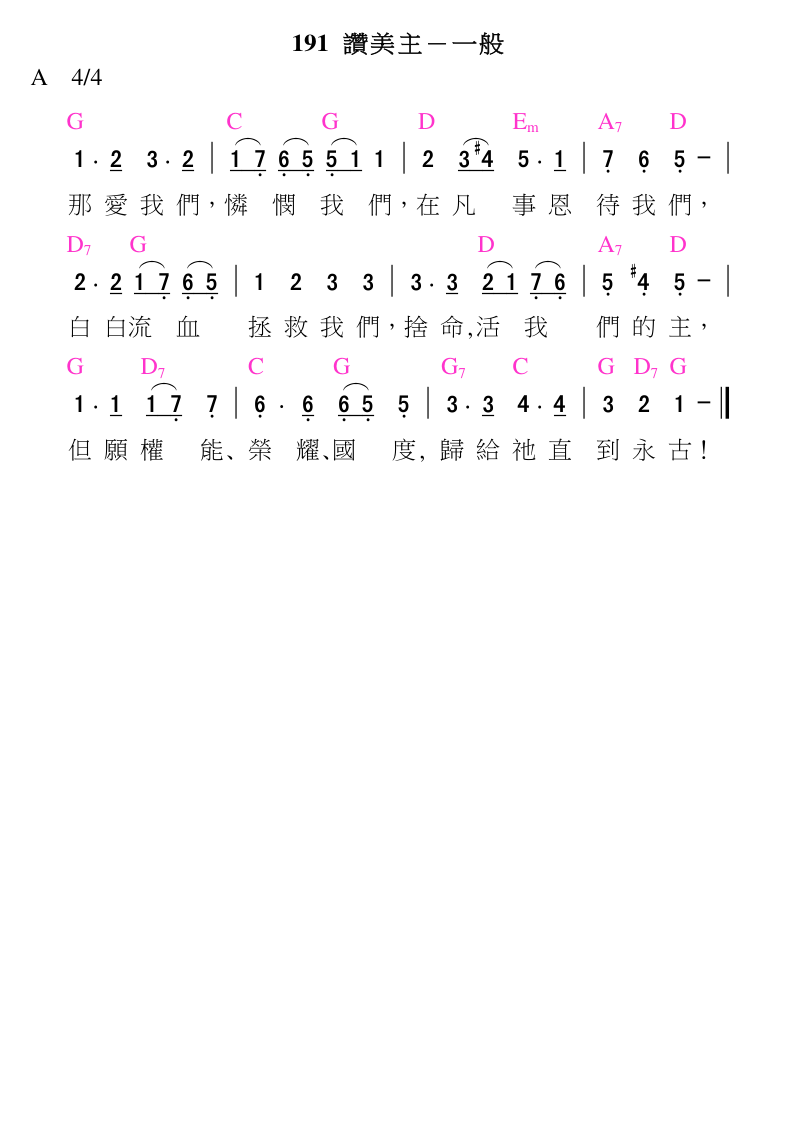 191 讚美主－一般
A 4/4
G C G D Em A7 D
1 . 2 3 . 2 | 1 7 6 5 5 1 1 | 2 3 #4 5 . 1 | 7 6 5 － |
那愛我們，憐憫我們，在凡事恩待我們，
D7 G D A7 D
2 . 2 1 7 6 5 | 1 2 3 3 | 3 . 3 2 1 7 6 | 5 #4 5 － |
白白流血拯救我們，捨命,活我們的主，
G D7 C G G7 C G D7 G
1 . 1 1 7 7 | 6 . 6 6 5 5 | 3 . 3 4 . 4 | 3 2 1 － ‖
但願權能、榮耀、國度, 歸給祂直到永古！